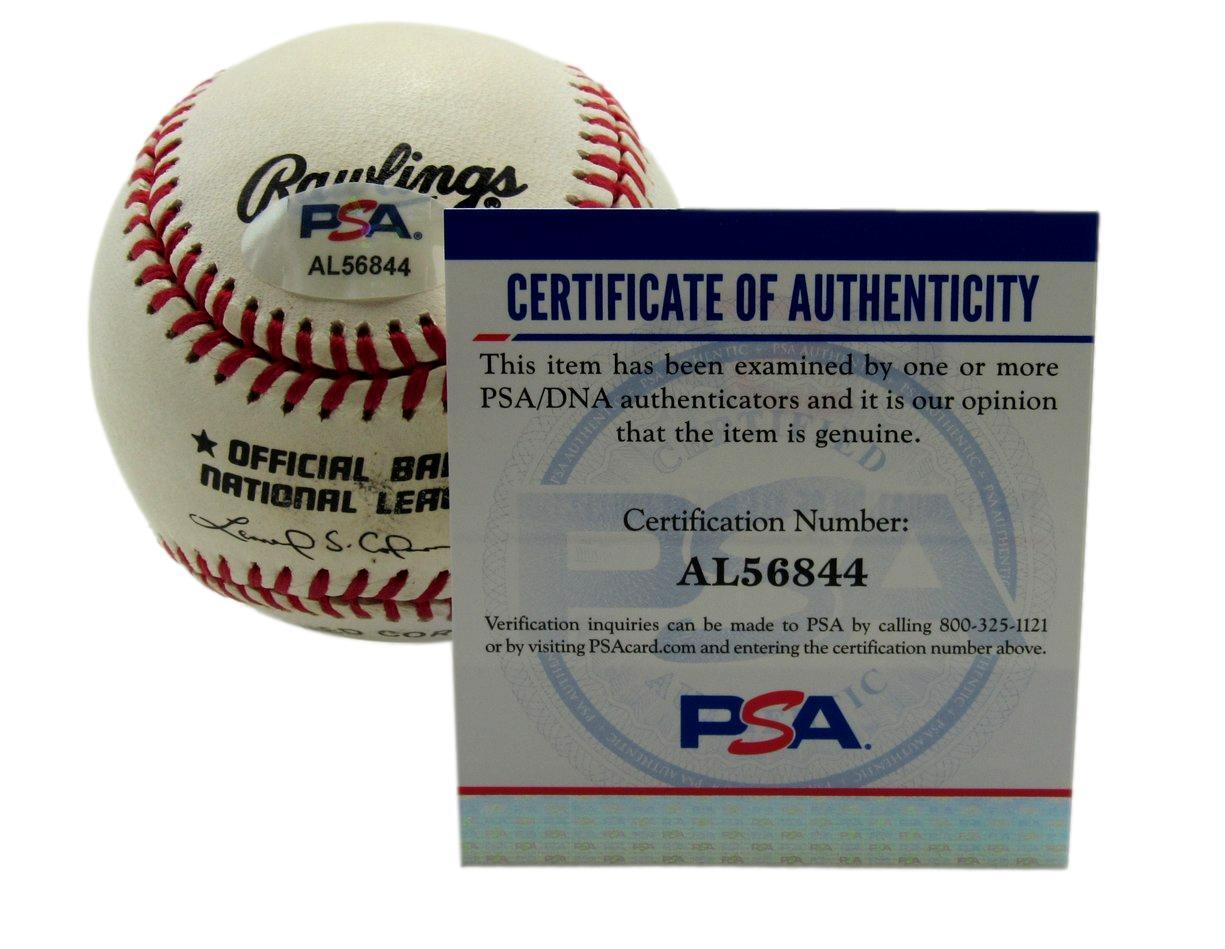 Rawlings
PSA.
AL56844
★ OFFICIAL BA
NATIONAL LEA
CERTIFICATE OF AUTHENTICITY
This item has been examined by one or more
PSA/DNA authenticators and it is our opinion
that the item is genuine.
Certification Number:
AL56844
Verification inquiries can be made to PSA by calling 800-325-1121
or by visiting PSAcard.com and entering the certification number above.
PSA.
CERTIFIED
PSA